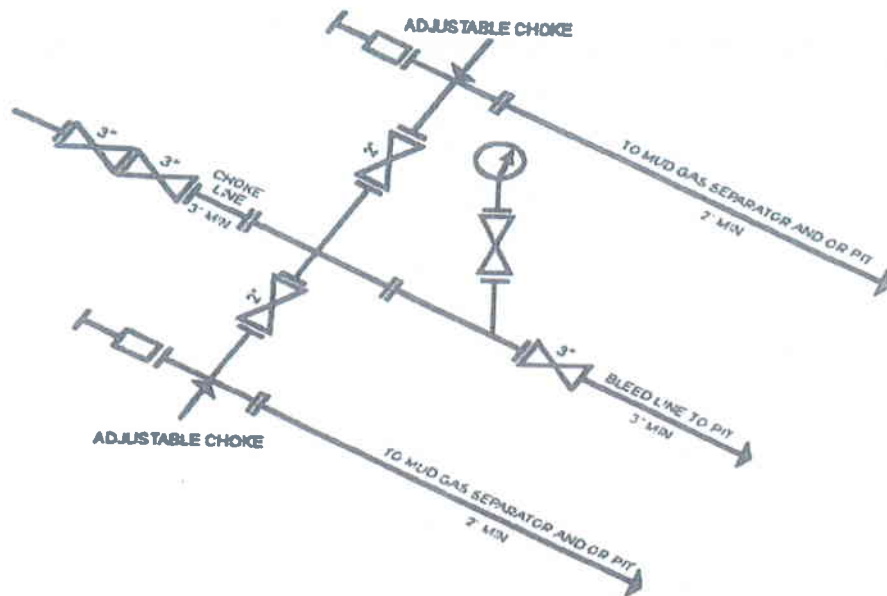 ADJUSTABLE CHOKE
3"
3"
CHOKE
LINE
3" MIN
2"
TO MUD GAS SEPARATOR AND OR PIT
2" MIN
2"
3"
BLEED LINE TO PIT
3" MIN
ADJUSTABLE CHOKE
TO MUD GAS SEPARATOR AND OR PIT
2" MIN